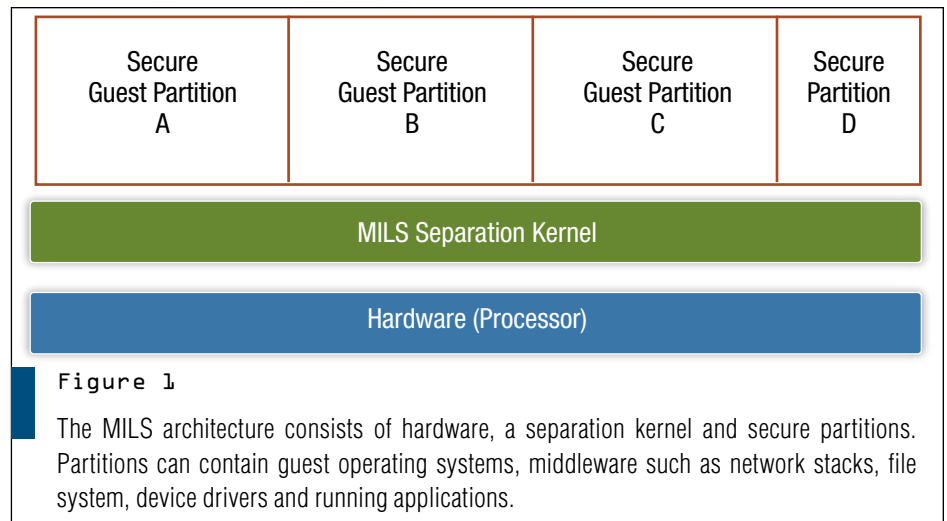 Secure
Guest Partition
A
Secure
Guest Partition
B
Secure
Guest Partition
C
Secure
Partition
D
MILS Separation Kernel
Hardware (Processor)
Figure 1
The MILS architecture consists of hardware, a separation kernel and secure partitions.
Partitions can contain guest operating systems, middleware such as network stacks, file
system, device drivers and running applications.